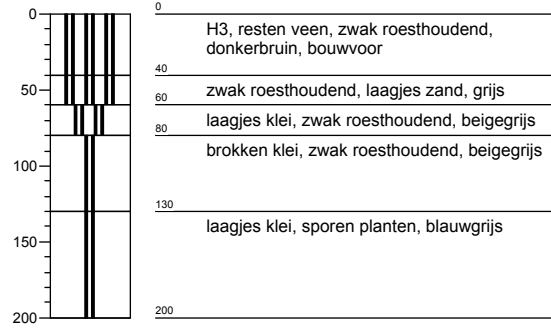 0
50
100
150
200
0
H3, resten veen, zwak roesthoudend,
donkerbruin, bouwvoor
40
zwak roesthoudend, laagjes zand, grijs
60
laagjes klei, zwak roesthoudend, beigegrijs
80
brokken klei, zwak roesthoudend, beigegrijs
130
laagjes klei, sporen planten, blauwgrijs
200